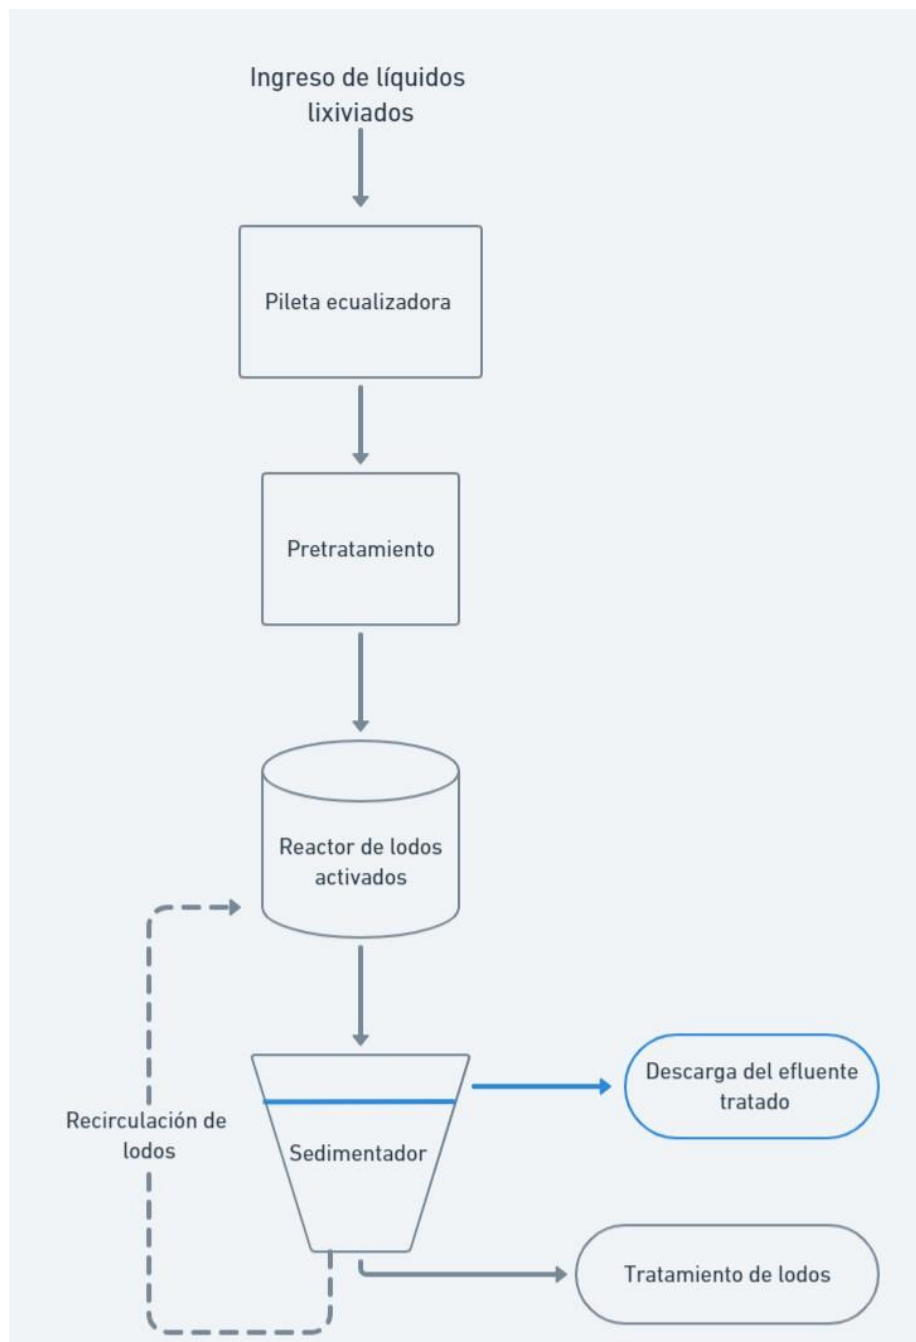 Ingreso de líquidos
lixiviados
Pileta ecualizadora
Pretratamiento
Reactor de lodos
activados
Descarga del efluente
tratado
Recirculación de
lodos
Sedimentador
Tratamiento de lodos